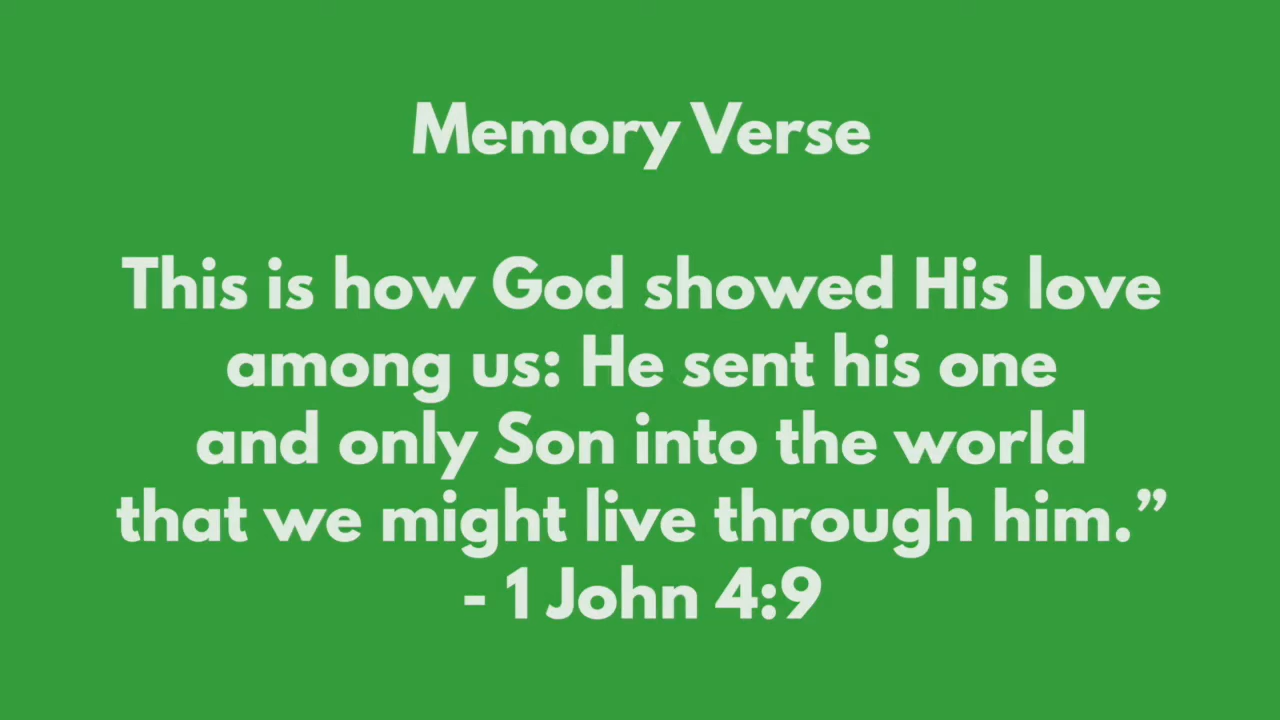 Memory Verse
This is how God showed His love
among us: He sent his one
and only Son into the world
that we might live through him.”
- 1 John 4:9